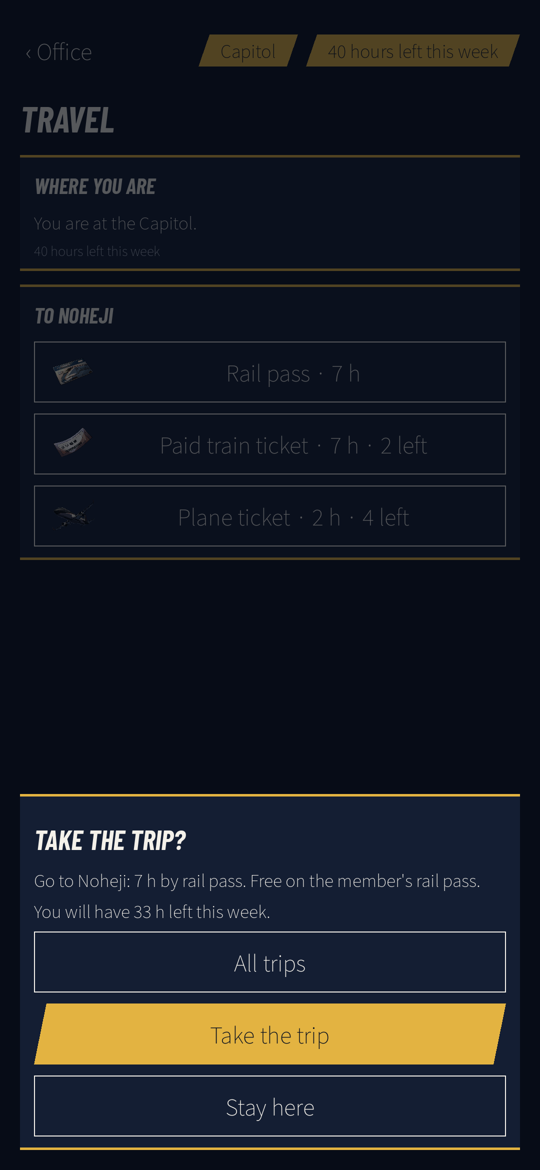 ‹ Office
Capitol
40 hours left this week
TRAVEL
WHERE YOU ARE
You are at the Capitol.
40 hours left this week
TO NOHEJI
Rail pass · 7 h
Paid train ticket · 7 h · 2 left
Plane ticket · 2 h · 4 left
TAKE THE TRIP?
Go to Noheji: 7 h by rail pass. Free on the member's rail pass.
You will have 33 h left this week.
All trips
Take the trip
Stay here